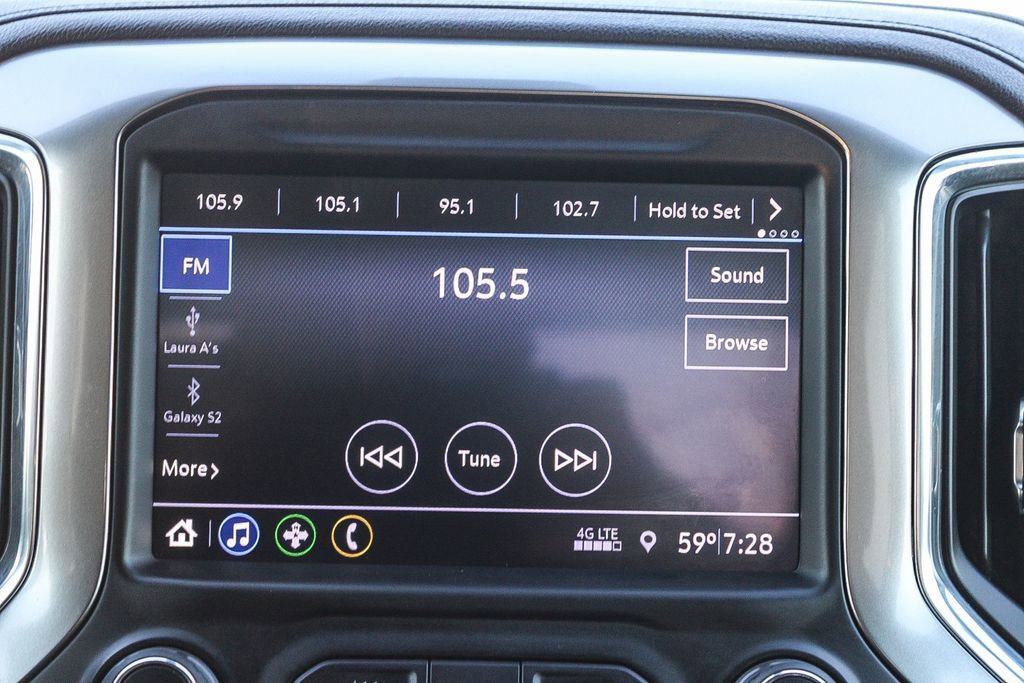 105.9 105.1 95.1 102.7 Hold to Set
FM
105.5
Sound
Laura A's
Browse
Galaxy S2
More
Tune
4G LTE
59° 7:28